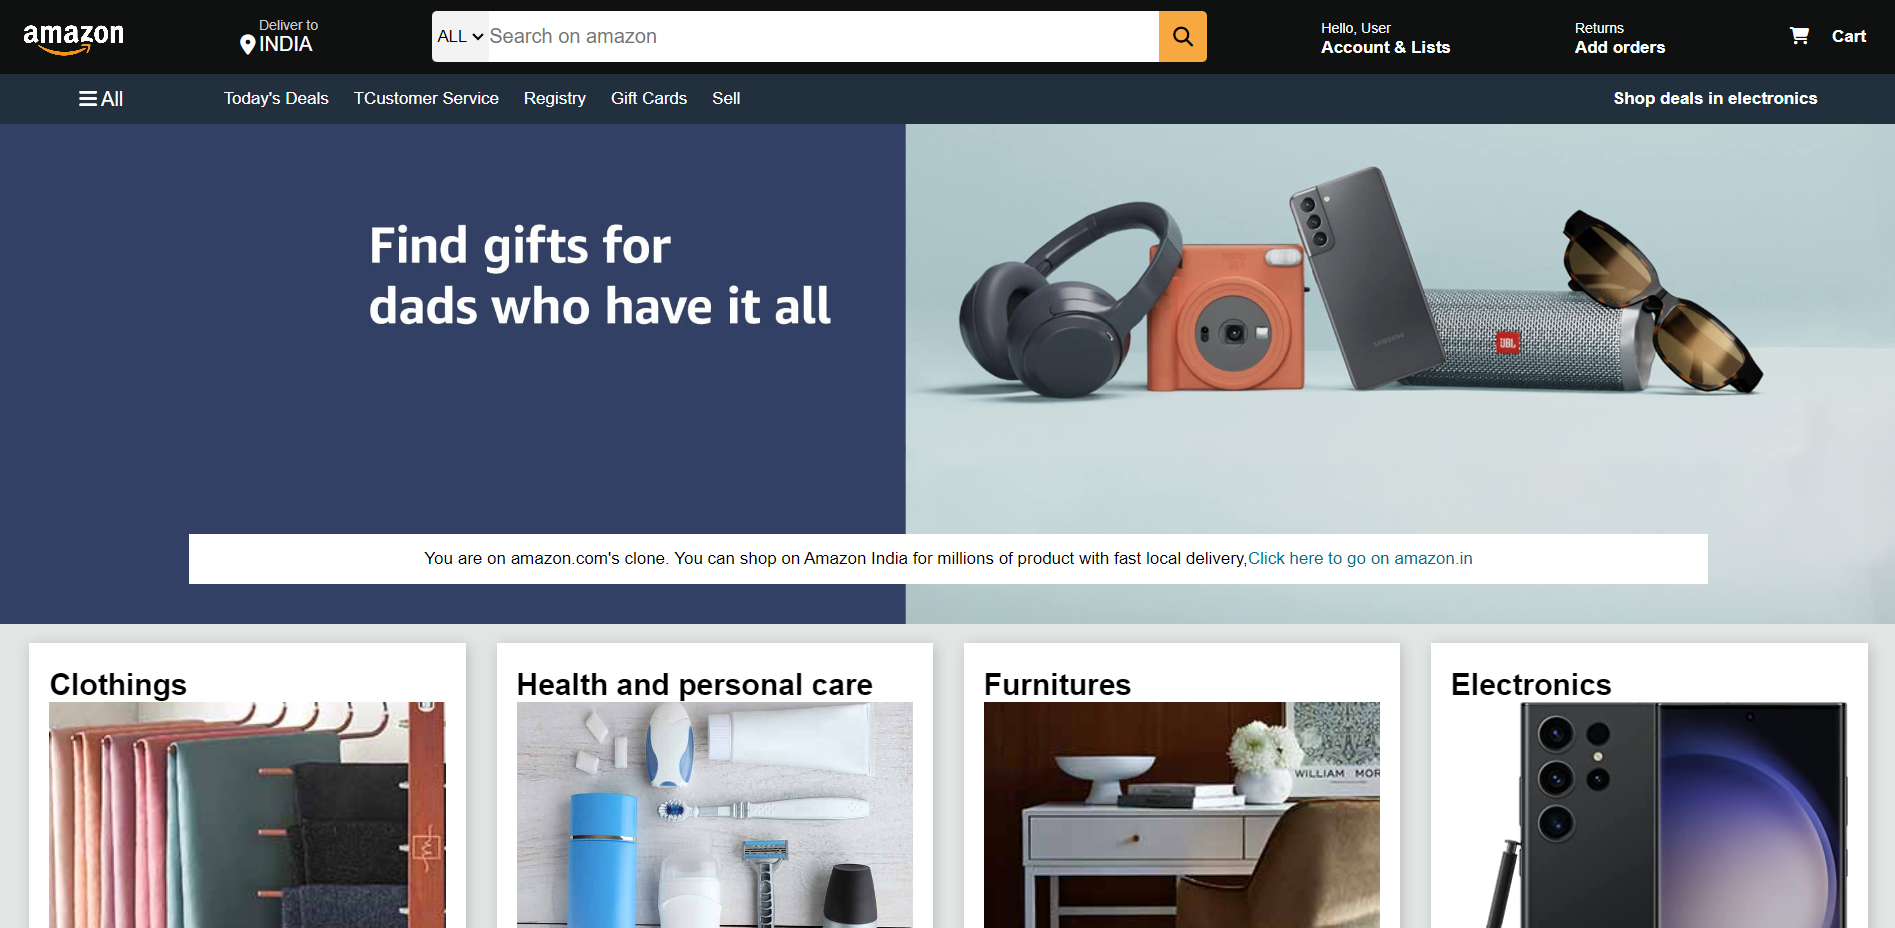 amazon
Deliver to
INDIA
ALL
Search on amazon
Hello, User
Account & Lists
Returns
Add orders
Cart
All
Today's Deals
TCustomer Service
Registry
Gift Cards
Sell
Shop deals in electronics
Find gifts for
dads who have it all
SAMSUNG
JBL
You are on amazon.com's clone. You can shop on Amazon India for millions of product with fast local delivery,Click here to go on amazon.in
Clothings
Health and personal care
Furnitures
Electronics
WILLIAM MOR